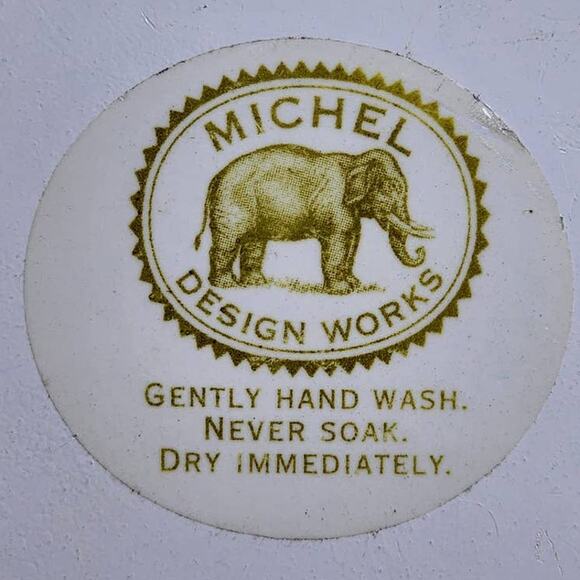 MICHEL
DESIGN WORKS
GENTLY HAND WASH.
NEVER SOAK.
DRY IMMEDIATELY.